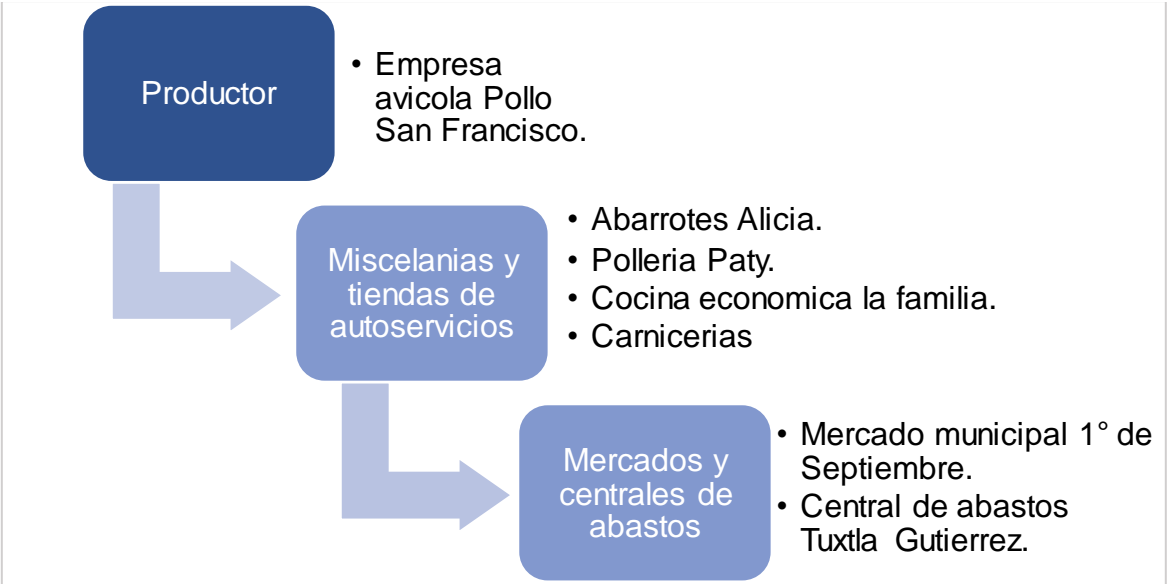 Productor
• Empresa
avicola Pollo
San Francisco.
Miscelanias y
tiendas de
autoservicios
• Abarrotes Alicia.
• Polleria Paty.
• Cocina economica la familia.
• Carnicerias
Mercados y
centrales de
abastos
• Mercado municipal 1° de
Septiembre.
• Central de abastos
Tuxtla Gutierrez.